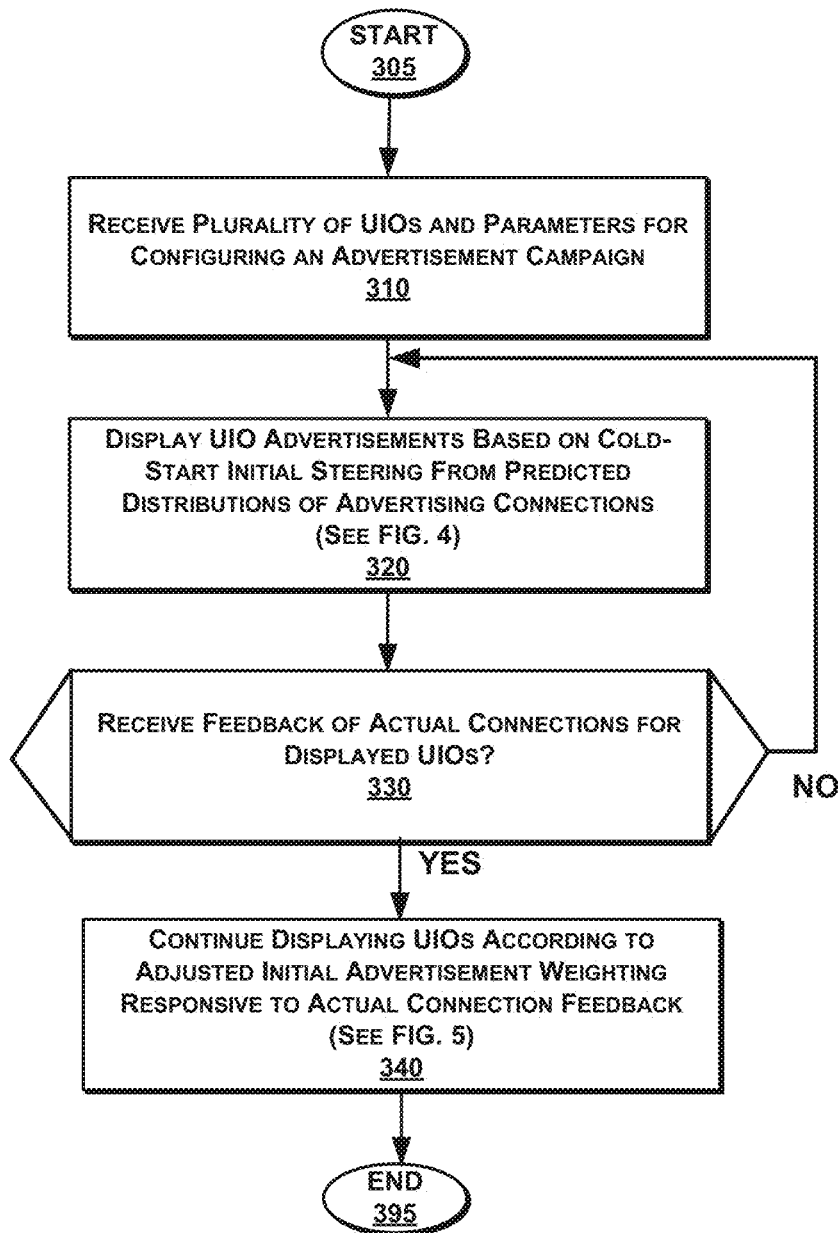 START
305
RECEIVE PLURALITY OF UIOS AND PARAMETERS FOR
CONFIGURING AN ADVERTISEMENT CAMPAIGN
310
DISPLAY UIO ADVERTISEMENTS BASED ON COLD-
START INITIAL STEERING FROM PREDICTED
DISTRIBUTIONS OF ADVERTISING CONNECTIONS
(SEE FIG. 4)
320
RECEIVE FEEDBACK OF ACTUAL CONNECTIONS FOR
DISPLAYED UIOS?
330
NO
YES
CONTINUE DISPLAYING UIOS ACCORDING TO
ADJUSTED INITIAL ADVERTISEMENT WEIGHTING
RESPONSIVE TO ACTUAL CONNECTION FEEDBACK
(SEE FIG. 5)
340
END
395